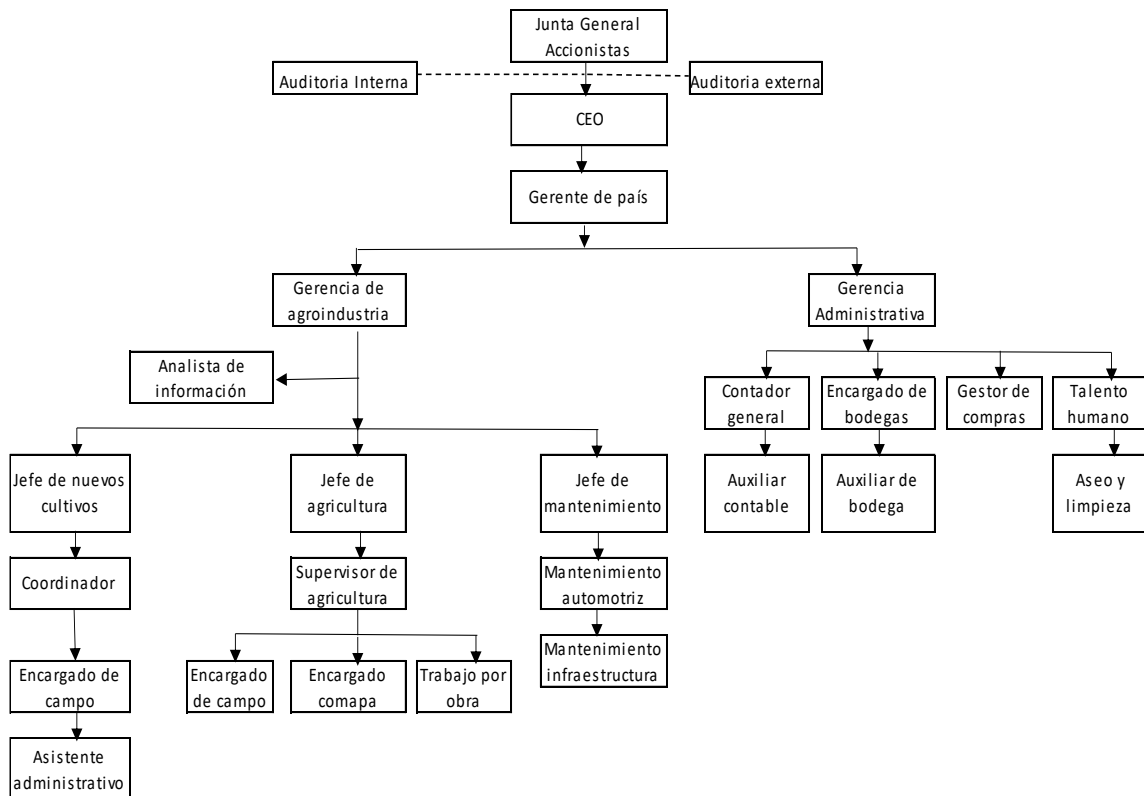 Junta General
Accionistas
Auditoria Interna
Auditoria externa
CEO
Gerente de país
Gerencia de
agroindustria
Gerencia
Administrativa
Analista de
información
Contador
general
Encargado de
bodegas
Gestor de
compras
Talento
humano
Jefe de nuevos
cultivos
Jefe de
agricultura
Jefe de
mantenimiento
Auxiliar
contable
Auxiliar de
bodega
Aseo y
limpieza
Coordinador
Supervisor de
agricultura
Mantenimiento
automotriz
Mantenimiento
infraestructura
Encargado de
campo
Encargado
de campo
Encargado
comapa
Trabajo por
obra
Asistente
administrativo